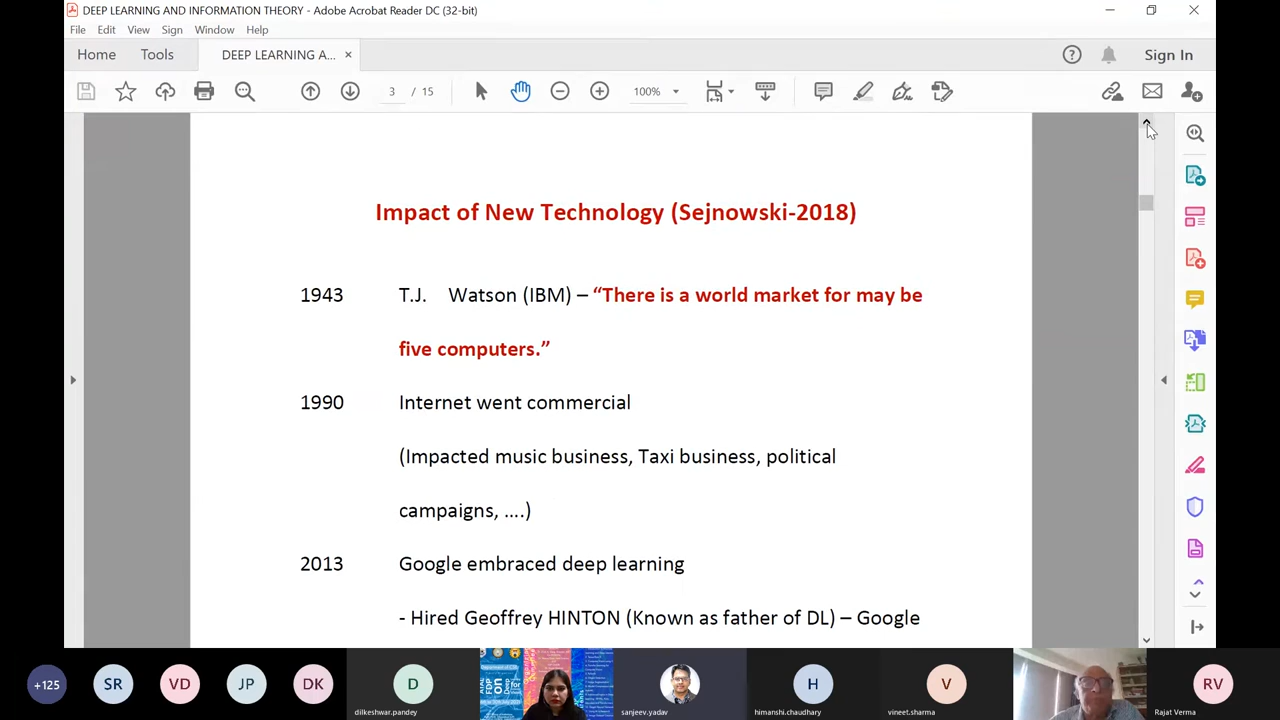 DEEP LEARNING AND INFORMATION THEORY - Adobe Acrobat Reader DC (32-bit)
File Edit View Sign Window Help
Home Tools DEEP LEARNING A... × Sign In
3 / 15 100%
Impact of New Technology (Sejnowski-2018)
1943 T.J. Watson (IBM) – “There is a world market for may be
five computers.”
1990 Internet went commercial
(Impacted music business, Taxi business, political
campaigns, ....)
2013 Google embraced deep learning
- Hired Geoffrey HINTON (Known as father of DL) – Google
+125 SR VD JP DK D H V RV
dilkeshwar.pandey sanjeev.yadav himanshi.chaudhary vineet.sharma Rajat Verma